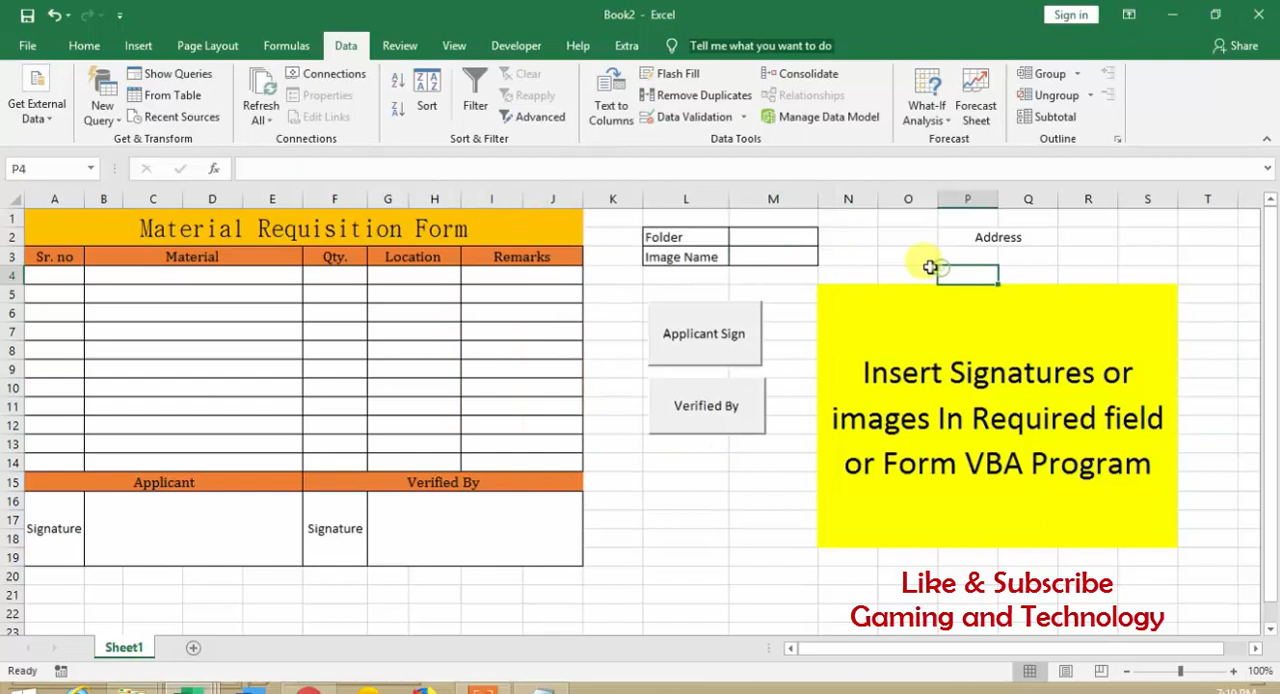 Book2 - Excel
Sign in
File Home Insert Page Layout Formulas Data Review View Developer Help Extra Tell me what you want to do Share
Get External Data
New Query
Show Queries
From Table
Recent Sources
Get & Transform
Refresh All
Connections
Properties
Edit Links
Connections
Sort
Filter
Clear
Reapply
Advanced
Sort & Filter
Text to Columns
Flash Fill
Remove Duplicates
Data Validation
Consolidate
Relationships
Manage Data Model
Data Tools
What-If Analysis
Forecast Sheet
Forecast
Group
Ungroup
Subtotal
Outline
P4
fx
A B C D E F G H I J K L M N O P Q R S T
1 Material Requisition Form
2 Folder Address
3 Sr. no Material Qty. Location Remarks Image Name
4
5
6
7
8
9
10
11
12
13
14
Applicant Sign
Verified By
Insert Signatures or
images In Required field
or Form VBA Program
15 Applicant Verified By
16
17
18
19
Signature Signature
20
21
22
23
Like & Subscribe
Gaming and Technology
Sheet1
Ready
100%